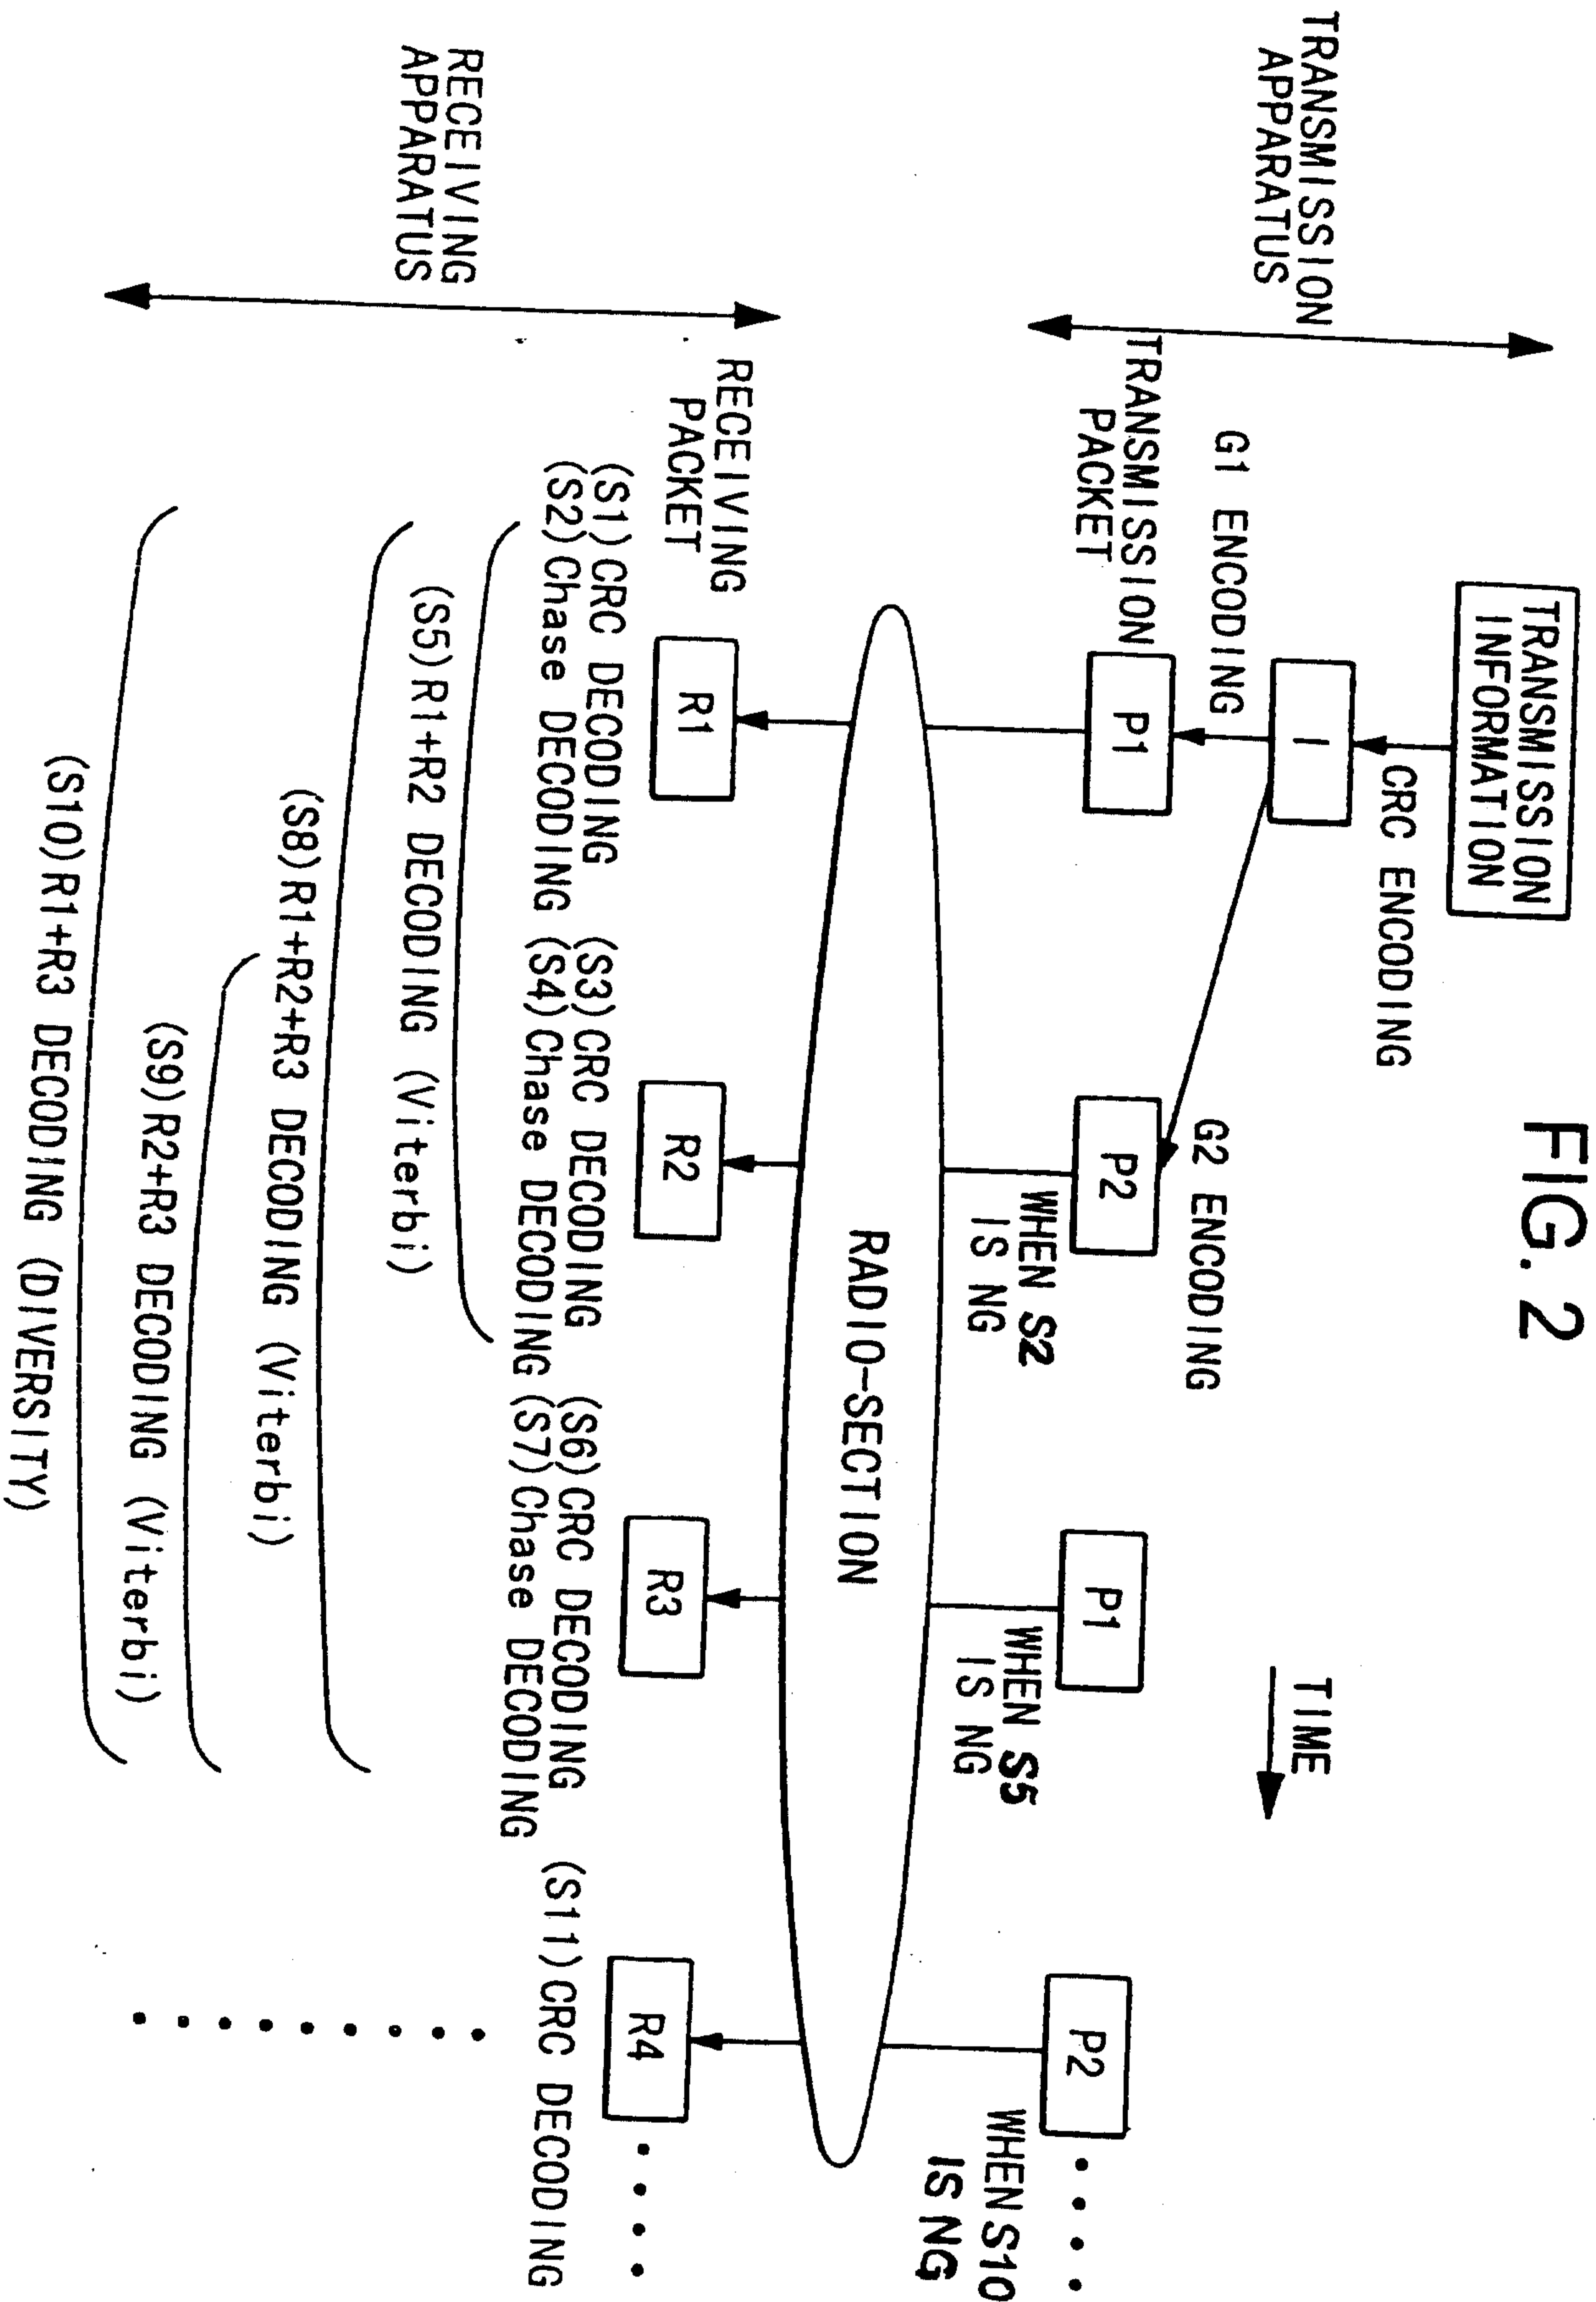 FIG. 2
TRANSMISSION
APPARATUS
TRANSMISSION
INFORMATION
CRC ENCODING
I
TIME
G1 ENCODING
G2 ENCODING
TRANSMISSION
PACKET
P1
P2
P1
P2
WHEN S2
IS NG
WHEN S5
IS NG
WHEN S10
IS NG
RADIO-SECTION
RECEIVING
APPARATUS
RECEIVING
PACKET
R1
R2
R3
R4
(S1)CRC DECODING
(S2)Chase DECODING
(S3)CRC DECODING
(S4)Chase DECODING
(S6)CRC DECODING
(S7)Chase DECODING
(S11)CRC DECODING
(S5)R1+R2 DECODING (Viterbi)
(S8)R1+R2+R3 DECODING (Viterbi)
(S9)R2+R3 DECODING (Viterbi)
(S10)R1+R3 DECODING (DIVERSITY)